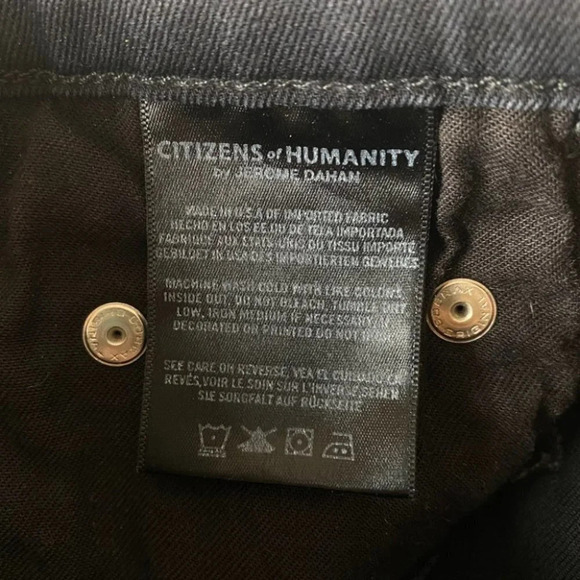 CITIZENS of HUMANITY
by JEROME DAHAN
MADE IN U.S.A OF IMPORTED FABRIC
HECHO EN LOS EE UU DE TELA IMPORTADA
FABRIQUE AUX ETATS-UNIS DU TISSU IMPORTE
GEBILDET IN USA DES IMPORTIERTEN GEWEBES
MACHINE WASH COLD WITH LIKE COLORS,
INSIDE OUT. DO NOT BLEACH. TUMBLE DRY
LOW, IRON MEDIUM IF NECESSARY, IF
DECORATED OR PRINTED DO NOT IRON
SEE CARE ON REVERSE, VEA EL CUIDADO EN
REVÉS, VOIR LE SOIN SUR L'INVERSE, SEHEN
SIE SONGFALT AUF RÜCKSEITE